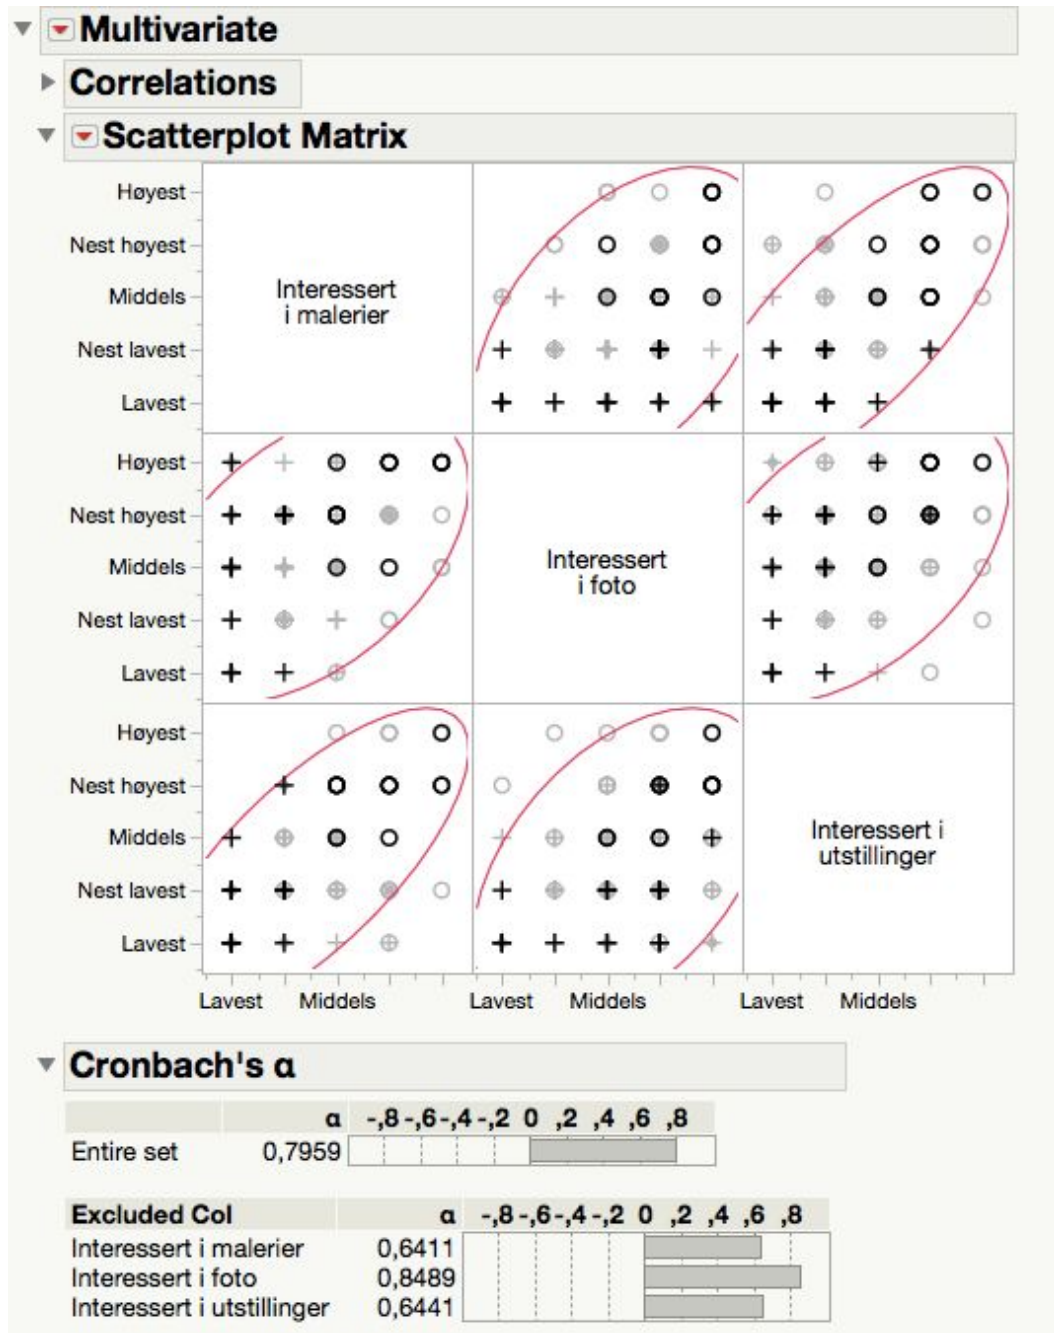 Multivariate
Correlations
Scatterplot Matrix
Høyest
Nest høyest
Middels
Nest lavest
Lavest
Interessert
i malerier
Høyest
Nest høyest
Middels
Nest lavest
Lavest
Interessert
i foto
Høyest
Nest høyest
Middels
Nest lavest
Lavest
Interessert i
utstillinger
Lavest Middels Lavest Middels Lavest Middels
Cronbach's α
α -,8 -,6 -,4 -,2 0 ,2 ,4 ,6 ,8
Entire set 0,7959
Excluded Col α -,8 -,6 -,4 -,2 0 ,2 ,4 ,6 ,8
Interessert i malerier 0,6411
Interessert i foto 0,8489
Interessert i utstillinger 0,6441